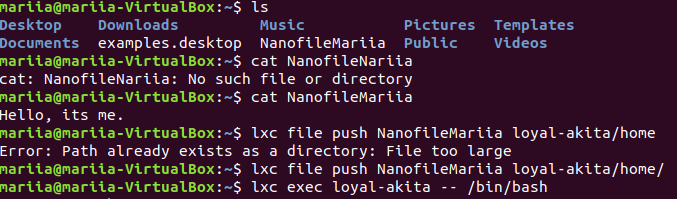 mariia@mariia-VirtualBox:~$ ls
Desktop Downloads Music Pictures Templates
Documents examples.desktop NanofileMariia Public Videos
mariia@mariia-VirtualBox:~$ cat NanofileNariia
cat: NanofileNariia: No such file or directory
mariia@mariia-VirtualBox:~$ cat NanofileMariia
Hello, its me.
mariia@mariia-VirtualBox:~$ lxc file push NanofileMariia loyal-akita/home
Error: Path already exists as a directory: File too large
mariia@mariia-VirtualBox:~$ lxc file push NanofileMariia loyal-akita/home/
mariia@mariia-VirtualBox:~$ lxc exec loyal-akita -- /bin/bash